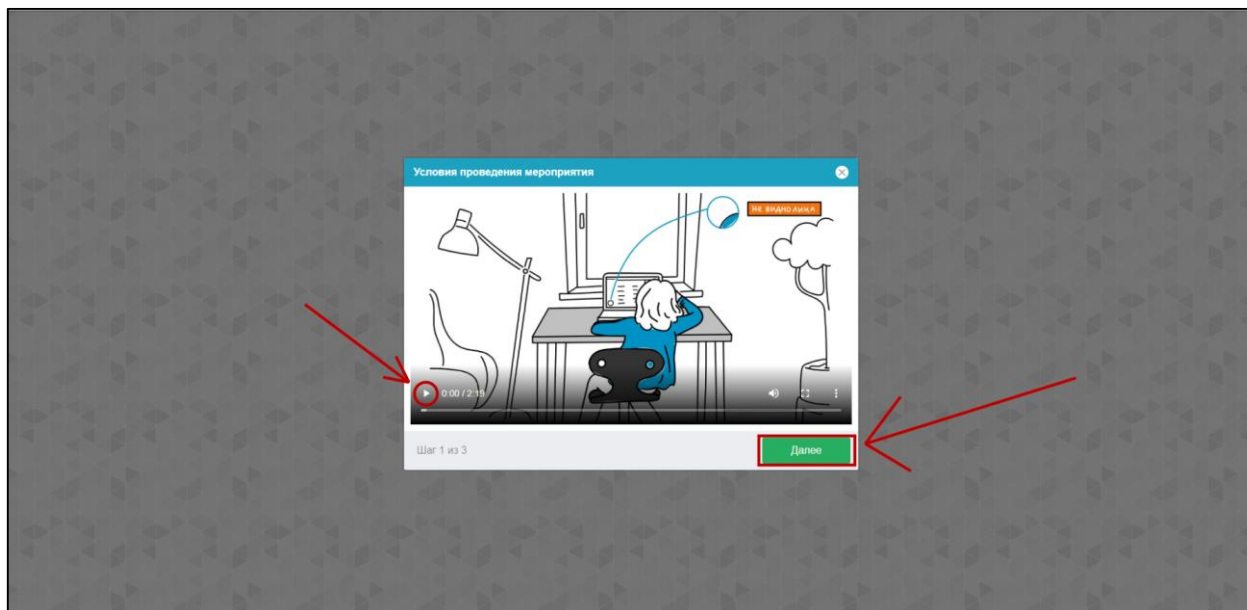 Условия проведения мероприятия
не видно лица
0:00 / 2:19
Шаг 1 из 3
Далее